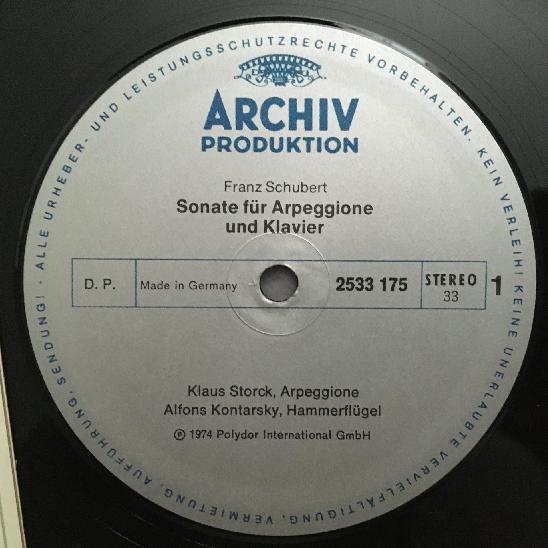 ALLE URHEBER- UND LEISTUNGSSCHUTZRECHTE VORBEHALTEN. KEIN VERLEIH! KEINE UNERLAUBTE VERVIELFÄLTIGUNG, VERMIETUNG, AUFFÜHRUNG, SENDUNG!
ARCHIV
PRODUKTION
Franz Schubert
Sonate für Arpeggione
und Klavier
D. P.
Made in Germany
2533 175
STEREO
33
1
Klaus Storck, Arpeggione
Alfons Kontarsky, Hammerflügel
Ⓟ 1974 Polydor International GmbH